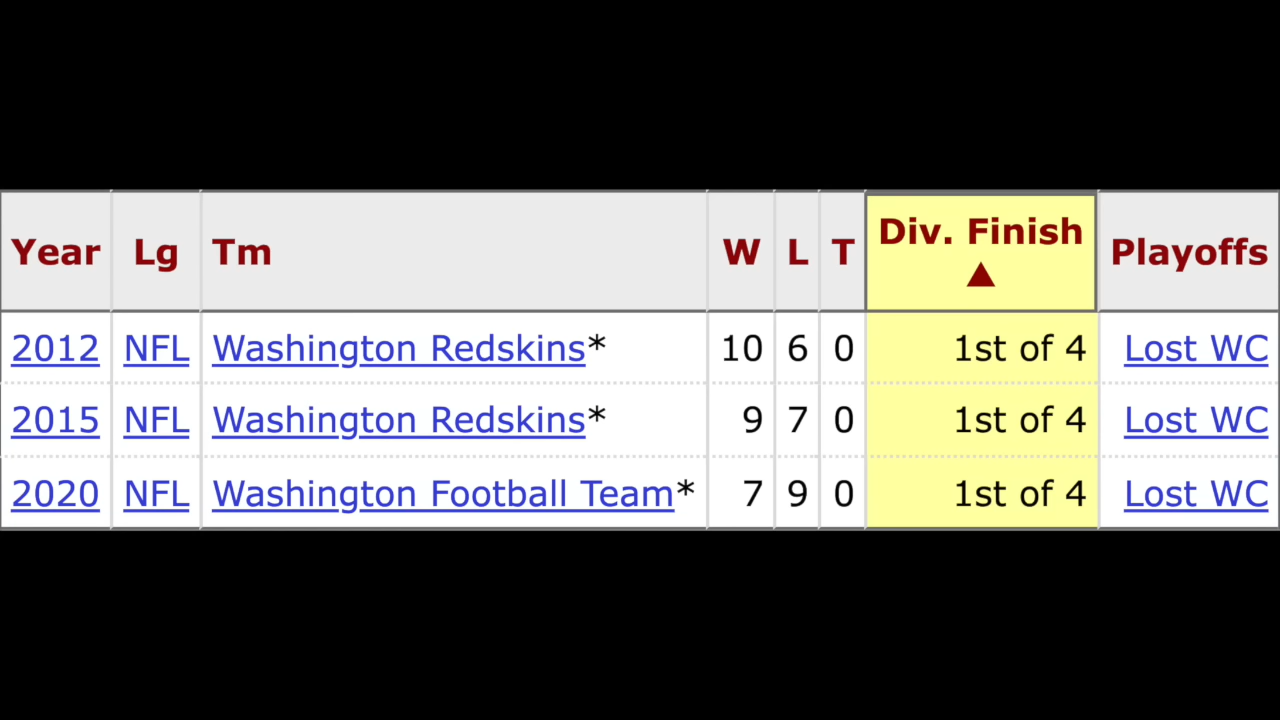 Year Lg Tm W L T Div. Finish ▲ Playoffs
2012 NFL Washington Redskins* 10 6 0 1st of 4 Lost WC
2015 NFL Washington Redskins* 9 7 0 1st of 4 Lost WC
2020 NFL Washington Football Team* 7 9 0 1st of 4 Lost WC